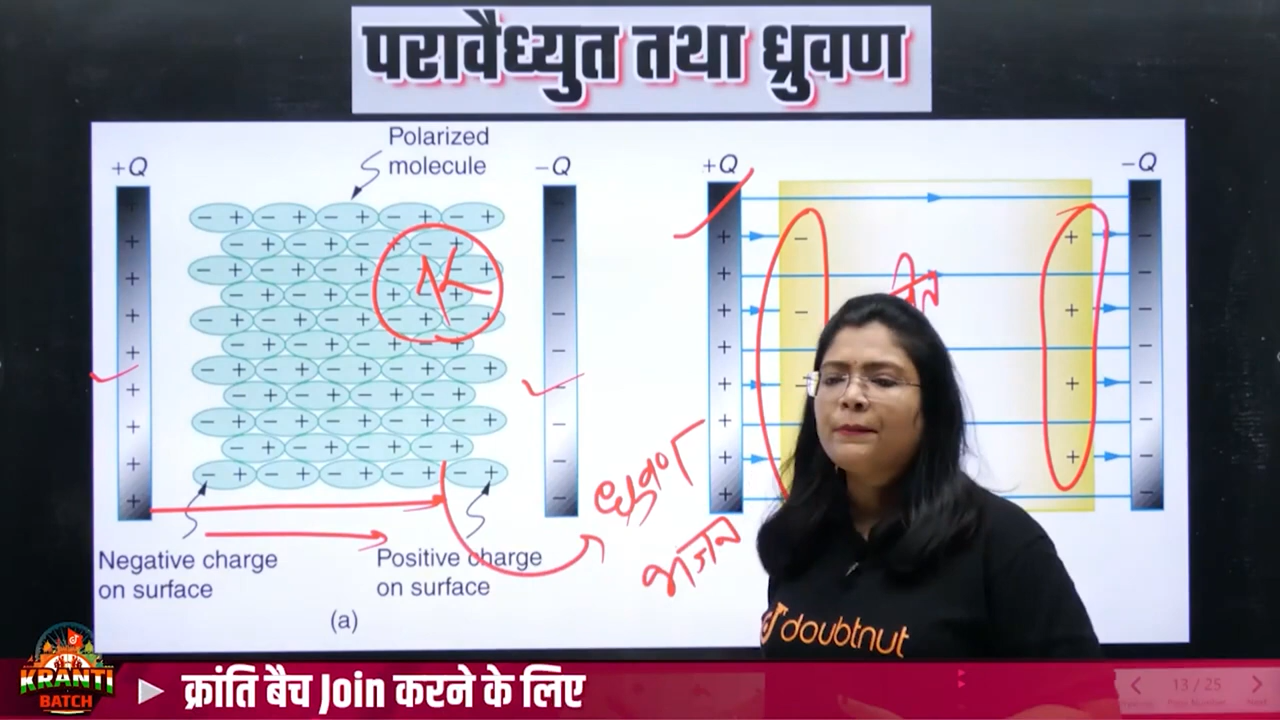 परावैध्युत तथा ध्रुवण
Polarized
molecule
+Q
−Q
+Q
−Q
Negative charge
on surface
Positive charge
on surface
(a)
ध्रुवण
doubtnut
KRANTI
BATCH
क्रांति बैच Join करने के लिए
13 / 25
Next